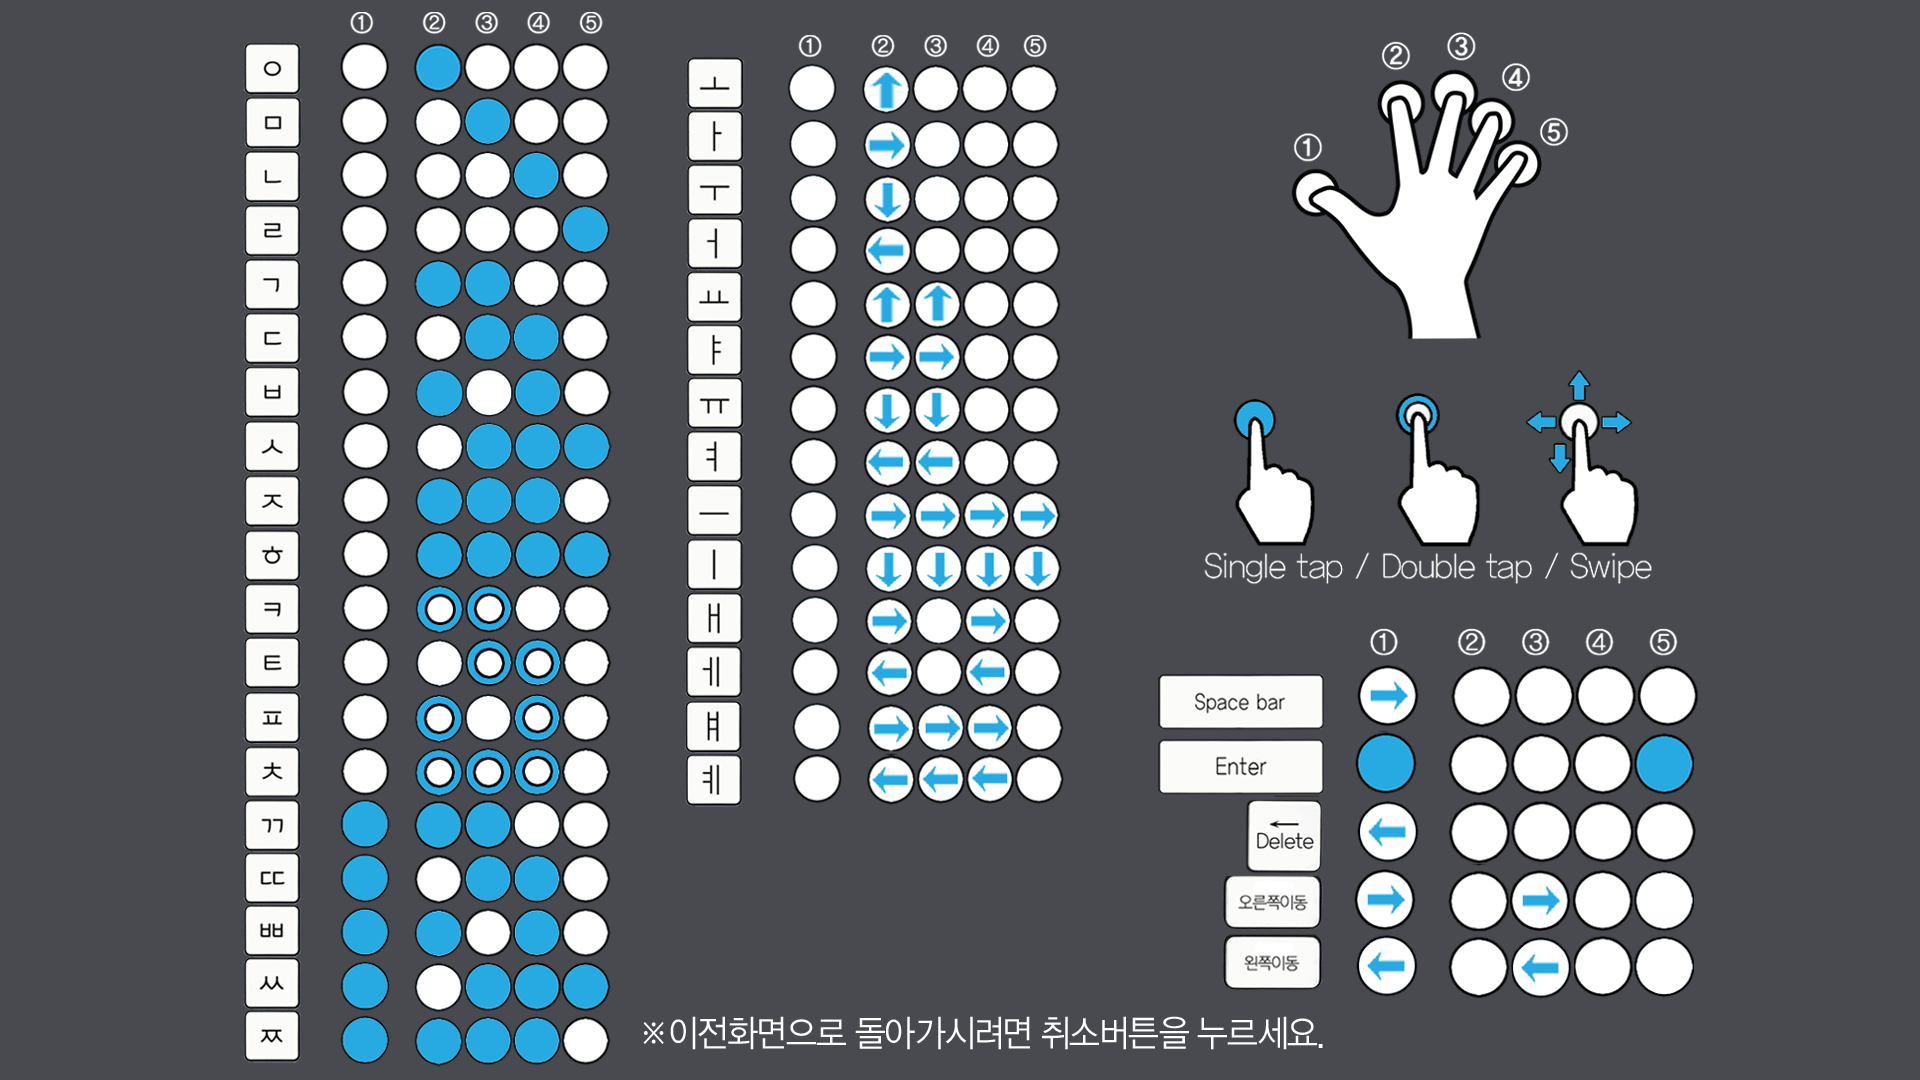 ① ② ③ ④ ⑤
ㅇ
ㅁ
ㄴ
ㄹ
ㄱ
ㄷ
ㅂ
ㅅ
ㅈ
ㅎ
ㅋ
ㅌ
ㅍ
ㅊ
ㄲ
ㄸ
ㅃ
ㅆ
ㅉ
① ② ③ ④ ⑤
ㅗ
ㅏ
ㅜ
ㅓ
ㅛ
ㅑ
ㅠ
ㅕ
ㅡ
ㅣ
ㅐ
ㅔ
ㅒ
ㅖ
① ② ③ ④ ⑤
Single tap / Double tap / Swipe
① ② ③ ④ ⑤
Space bar
Enter
Delete
오른쪽이동
왼쪽이동
※이전화면으로 돌아가시려면 취소버튼을 누르세요.